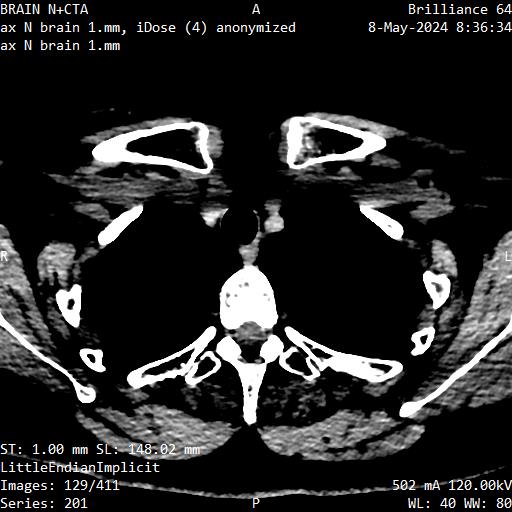 BRAIN N+CTA
A
Brilliance 64
ax N brain 1.mm, iDose (4) anonymized
8-May-2024 8:36:34
ax N brain 1.mm
R
L
ST: 1.00 mm SL: -148.02 mm
LittleEndianImplicit
Images: 129/411
502 mA 120.00kV
Series: 201
P
WL: 40 WW: 80